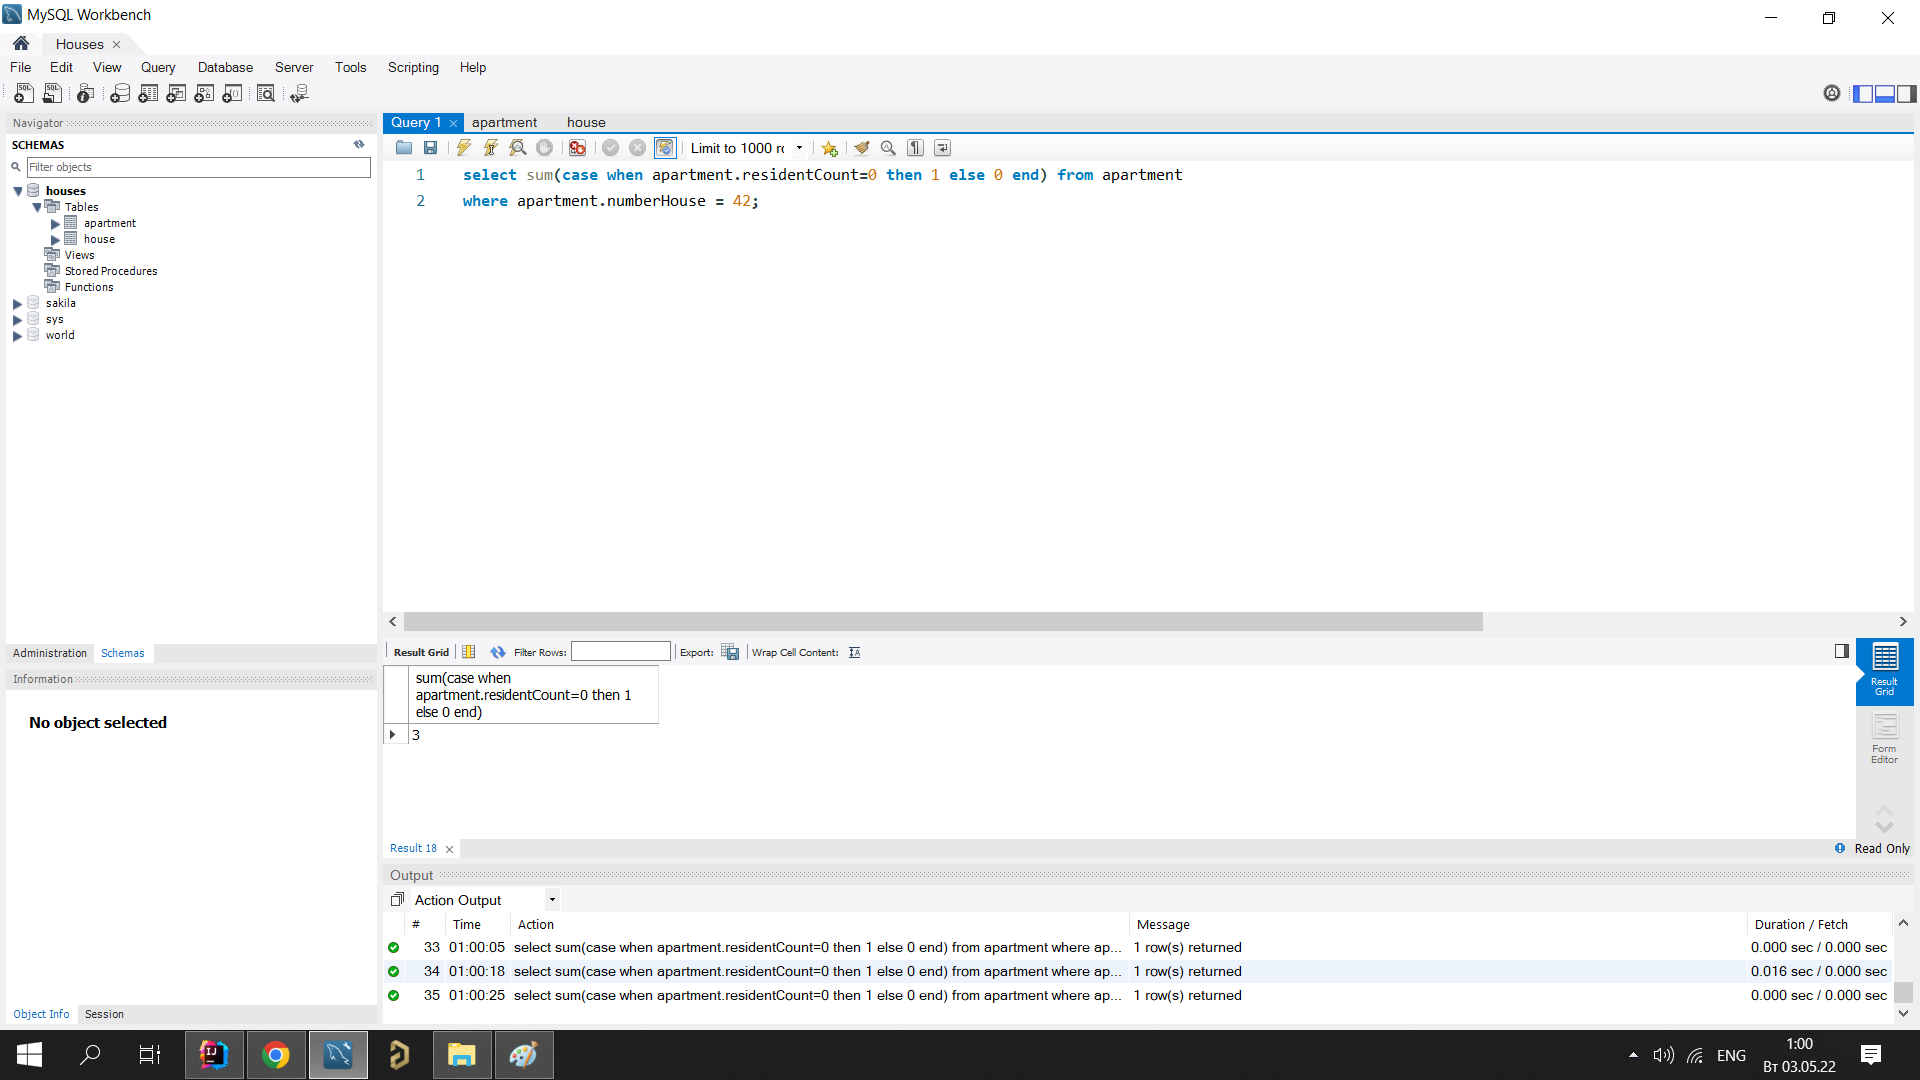 MySQL Workbench
Houses
File Edit View Query Database Server Tools Scripting Help
Navigator
SCHEMAS
Filter objects
houses
Tables
apartment
house
Views
Stored Procedures
Functions
sakila
sys
world
Administration Schemas
Information
No object selected
Object Info Session
Query 1 apartment house
Limit to 1000 rc
1 select sum(case when apartment.residentCount=0 then 1 else 0 end) from apartment
2 where apartment.numberHouse = 42;
Result Grid Filter Rows: Export: Wrap Cell Content:
sum(case when
apartment.residentCount=0 then 1
else 0 end)
3
Result
Grid
Form
Editor
Result 18
Read Only
Output
Action Output
# Time Action Message Duration / Fetch
33 01:00:05 select sum(case when apartment.residentCount=0 then 1 else 0 end) from apartment where ap... 1 row(s) returned 0.000 sec / 0.000 sec
34 01:00:18 select sum(case when apartment.residentCount=0 then 1 else 0 end) from apartment where ap... 1 row(s) returned 0.016 sec / 0.000 sec
35 01:00:25 select sum(case when apartment.residentCount=0 then 1 else 0 end) from apartment where ap... 1 row(s) returned 0.000 sec / 0.000 sec
ENG
1:00
Вт 03.05.22